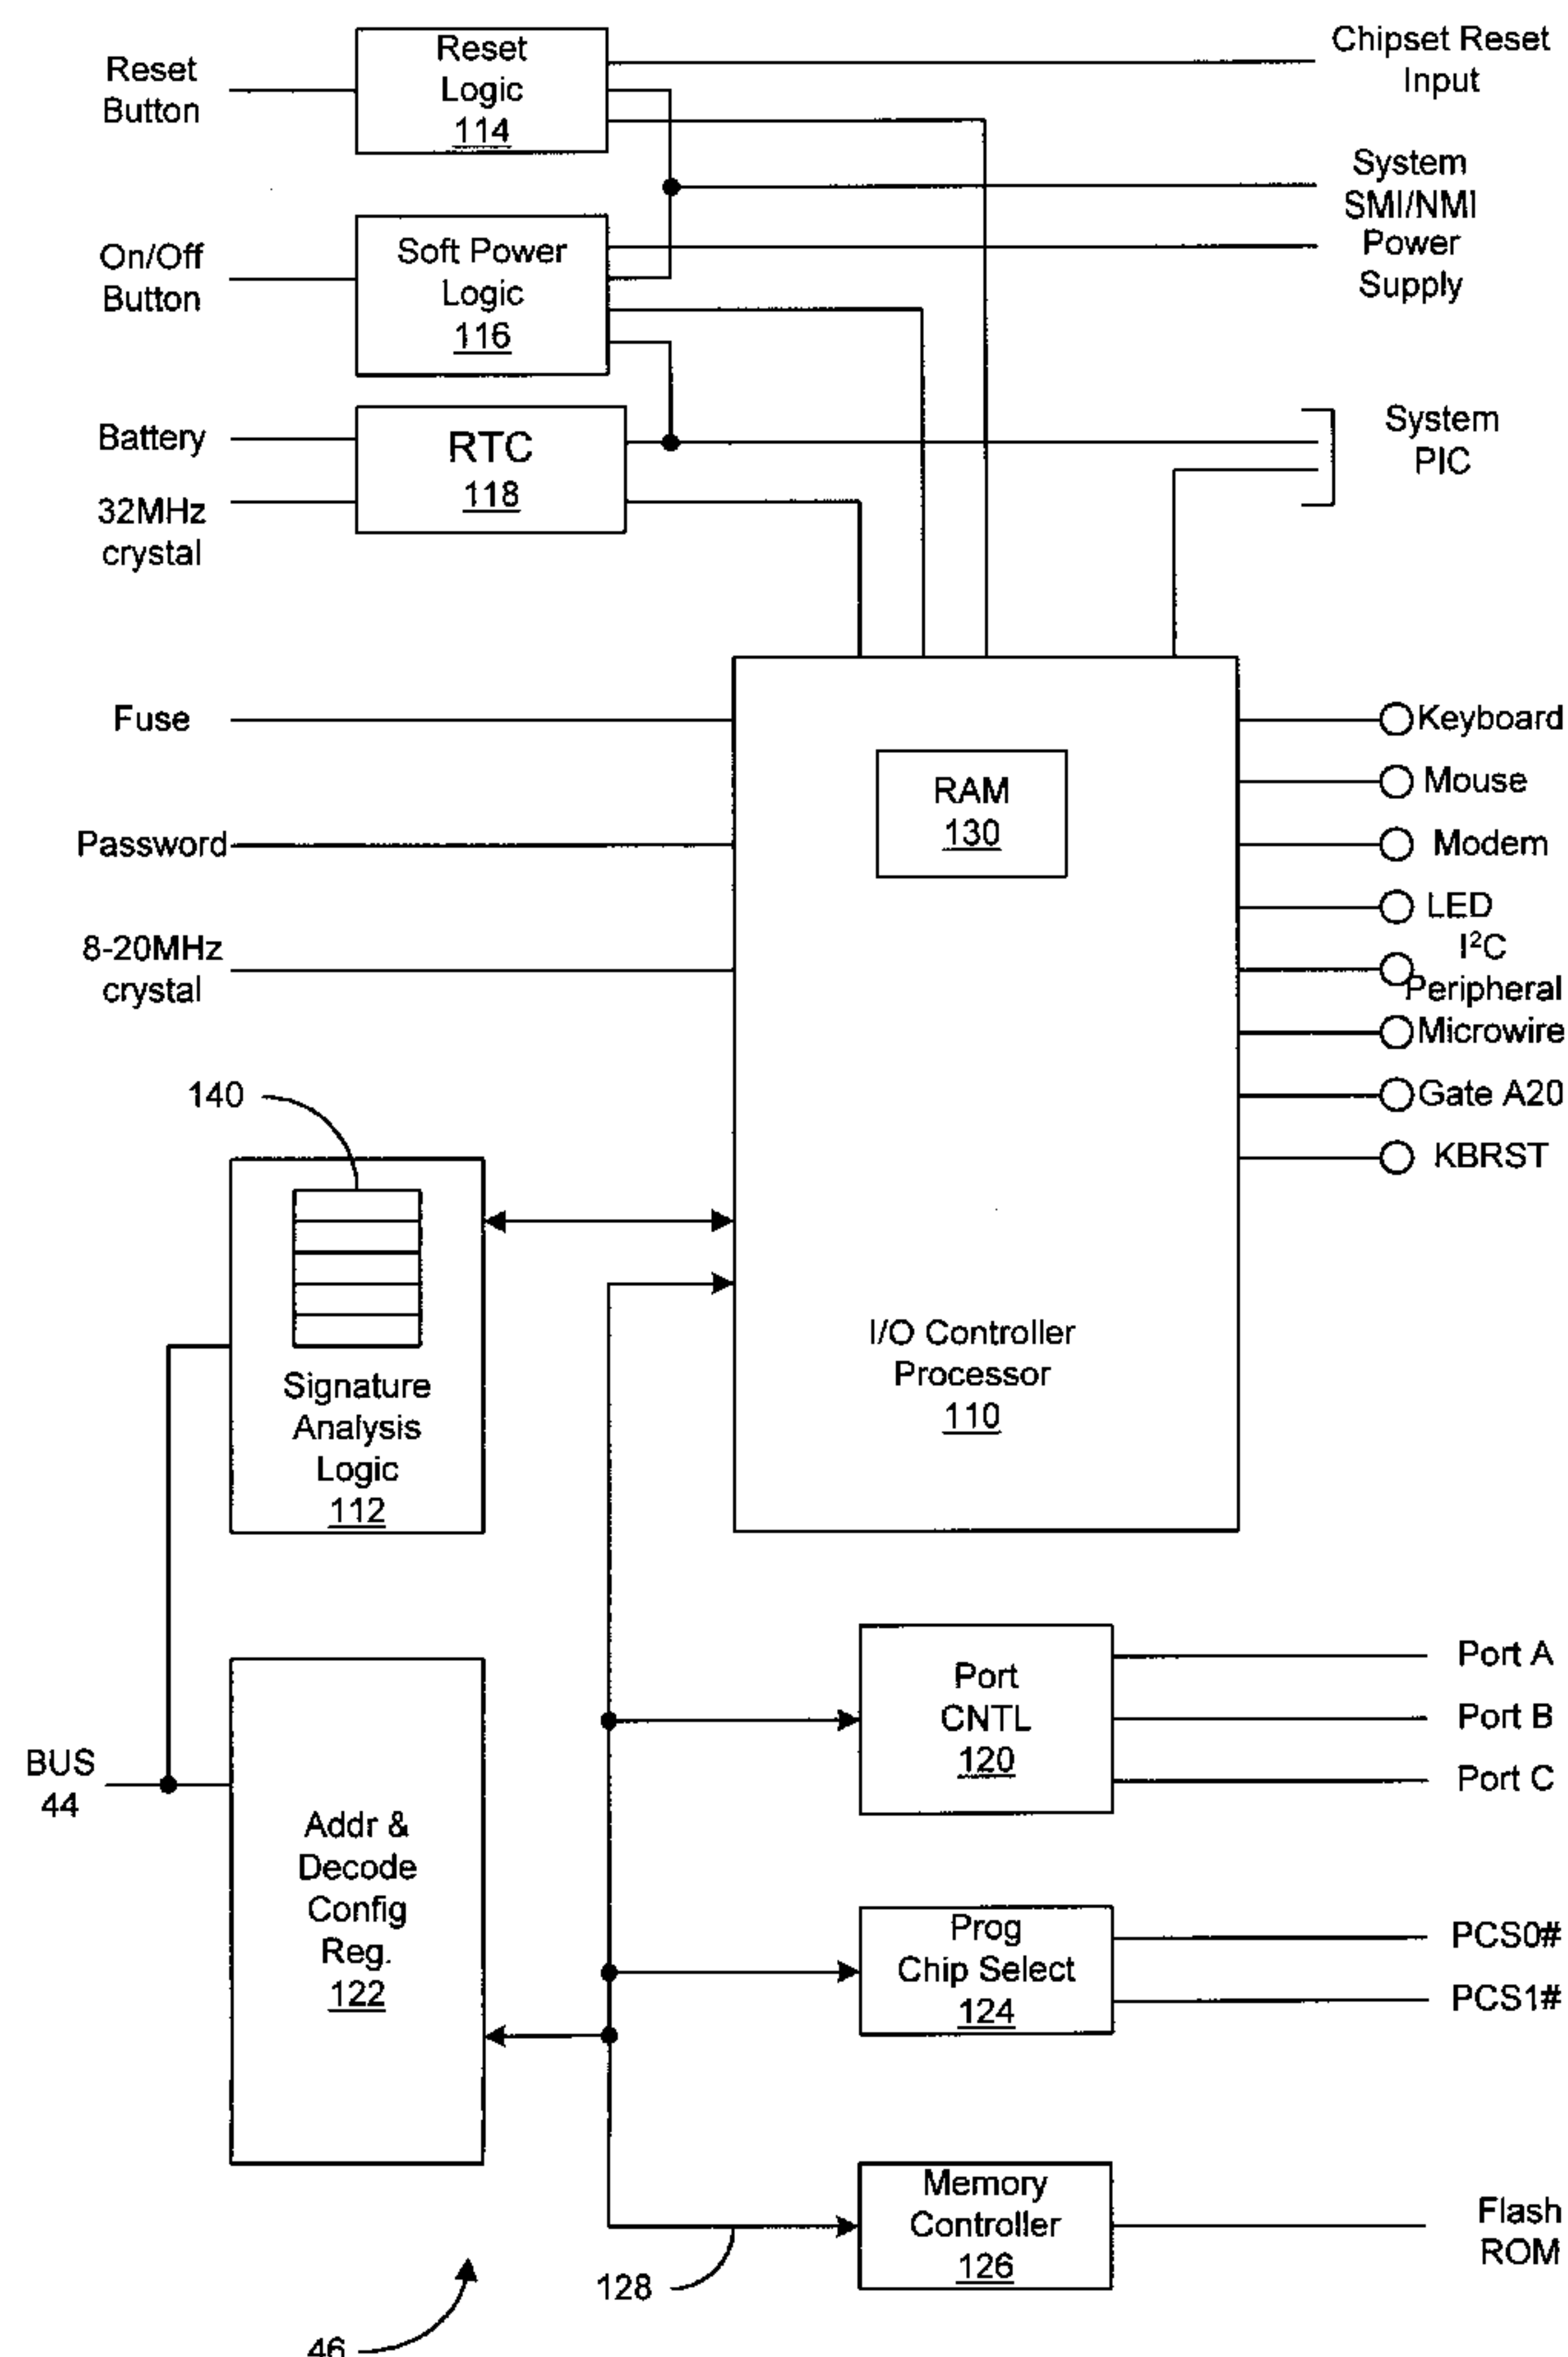 Reset
Button
Reset
Logic
114
Chipset Reset
Input
System
SMI/NMI
On/Off
Button
Soft Power
Logic
116
Power
Supply
Battery
32MHz
crystal
RTC
118
System
PIC
Fuse
Password
8-20MHz
crystal
RAM
130
I/O Controller
Processor
110
Keyboard
Mouse
Modem
LED
I²C
Peripheral
Microwire
Gate A20
KBRST
140
Signature
Analysis
Logic
112
BUS
44
Addr &
Decode
Config
Reg.
122
Port
CNTL
120
Port A
Port B
Port C
Prog
Chip Select
124
PCS0#
PCS1#
Memory
Controller
126
Flash
ROM
128
46